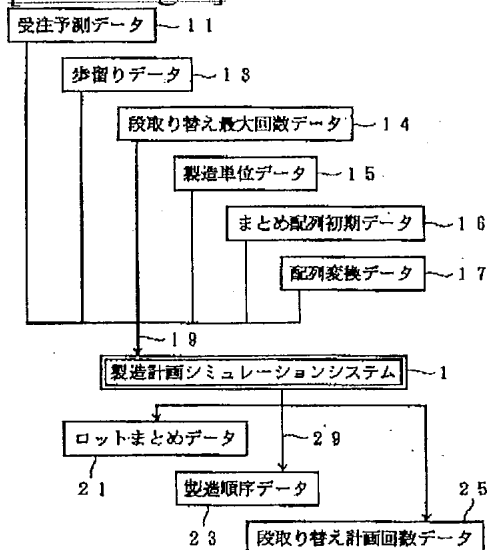 受注予測データ 11
歩留りデータ 13
段取り替え最大回数データ 14
製造単位データ 15
まとめ配列初期データ 16
配列変換データ 17
19
製造計画シミュレーションシステム 1
ロットまとめデータ
29
21
製造順序データ
25
23
段取り替え計画回数データ